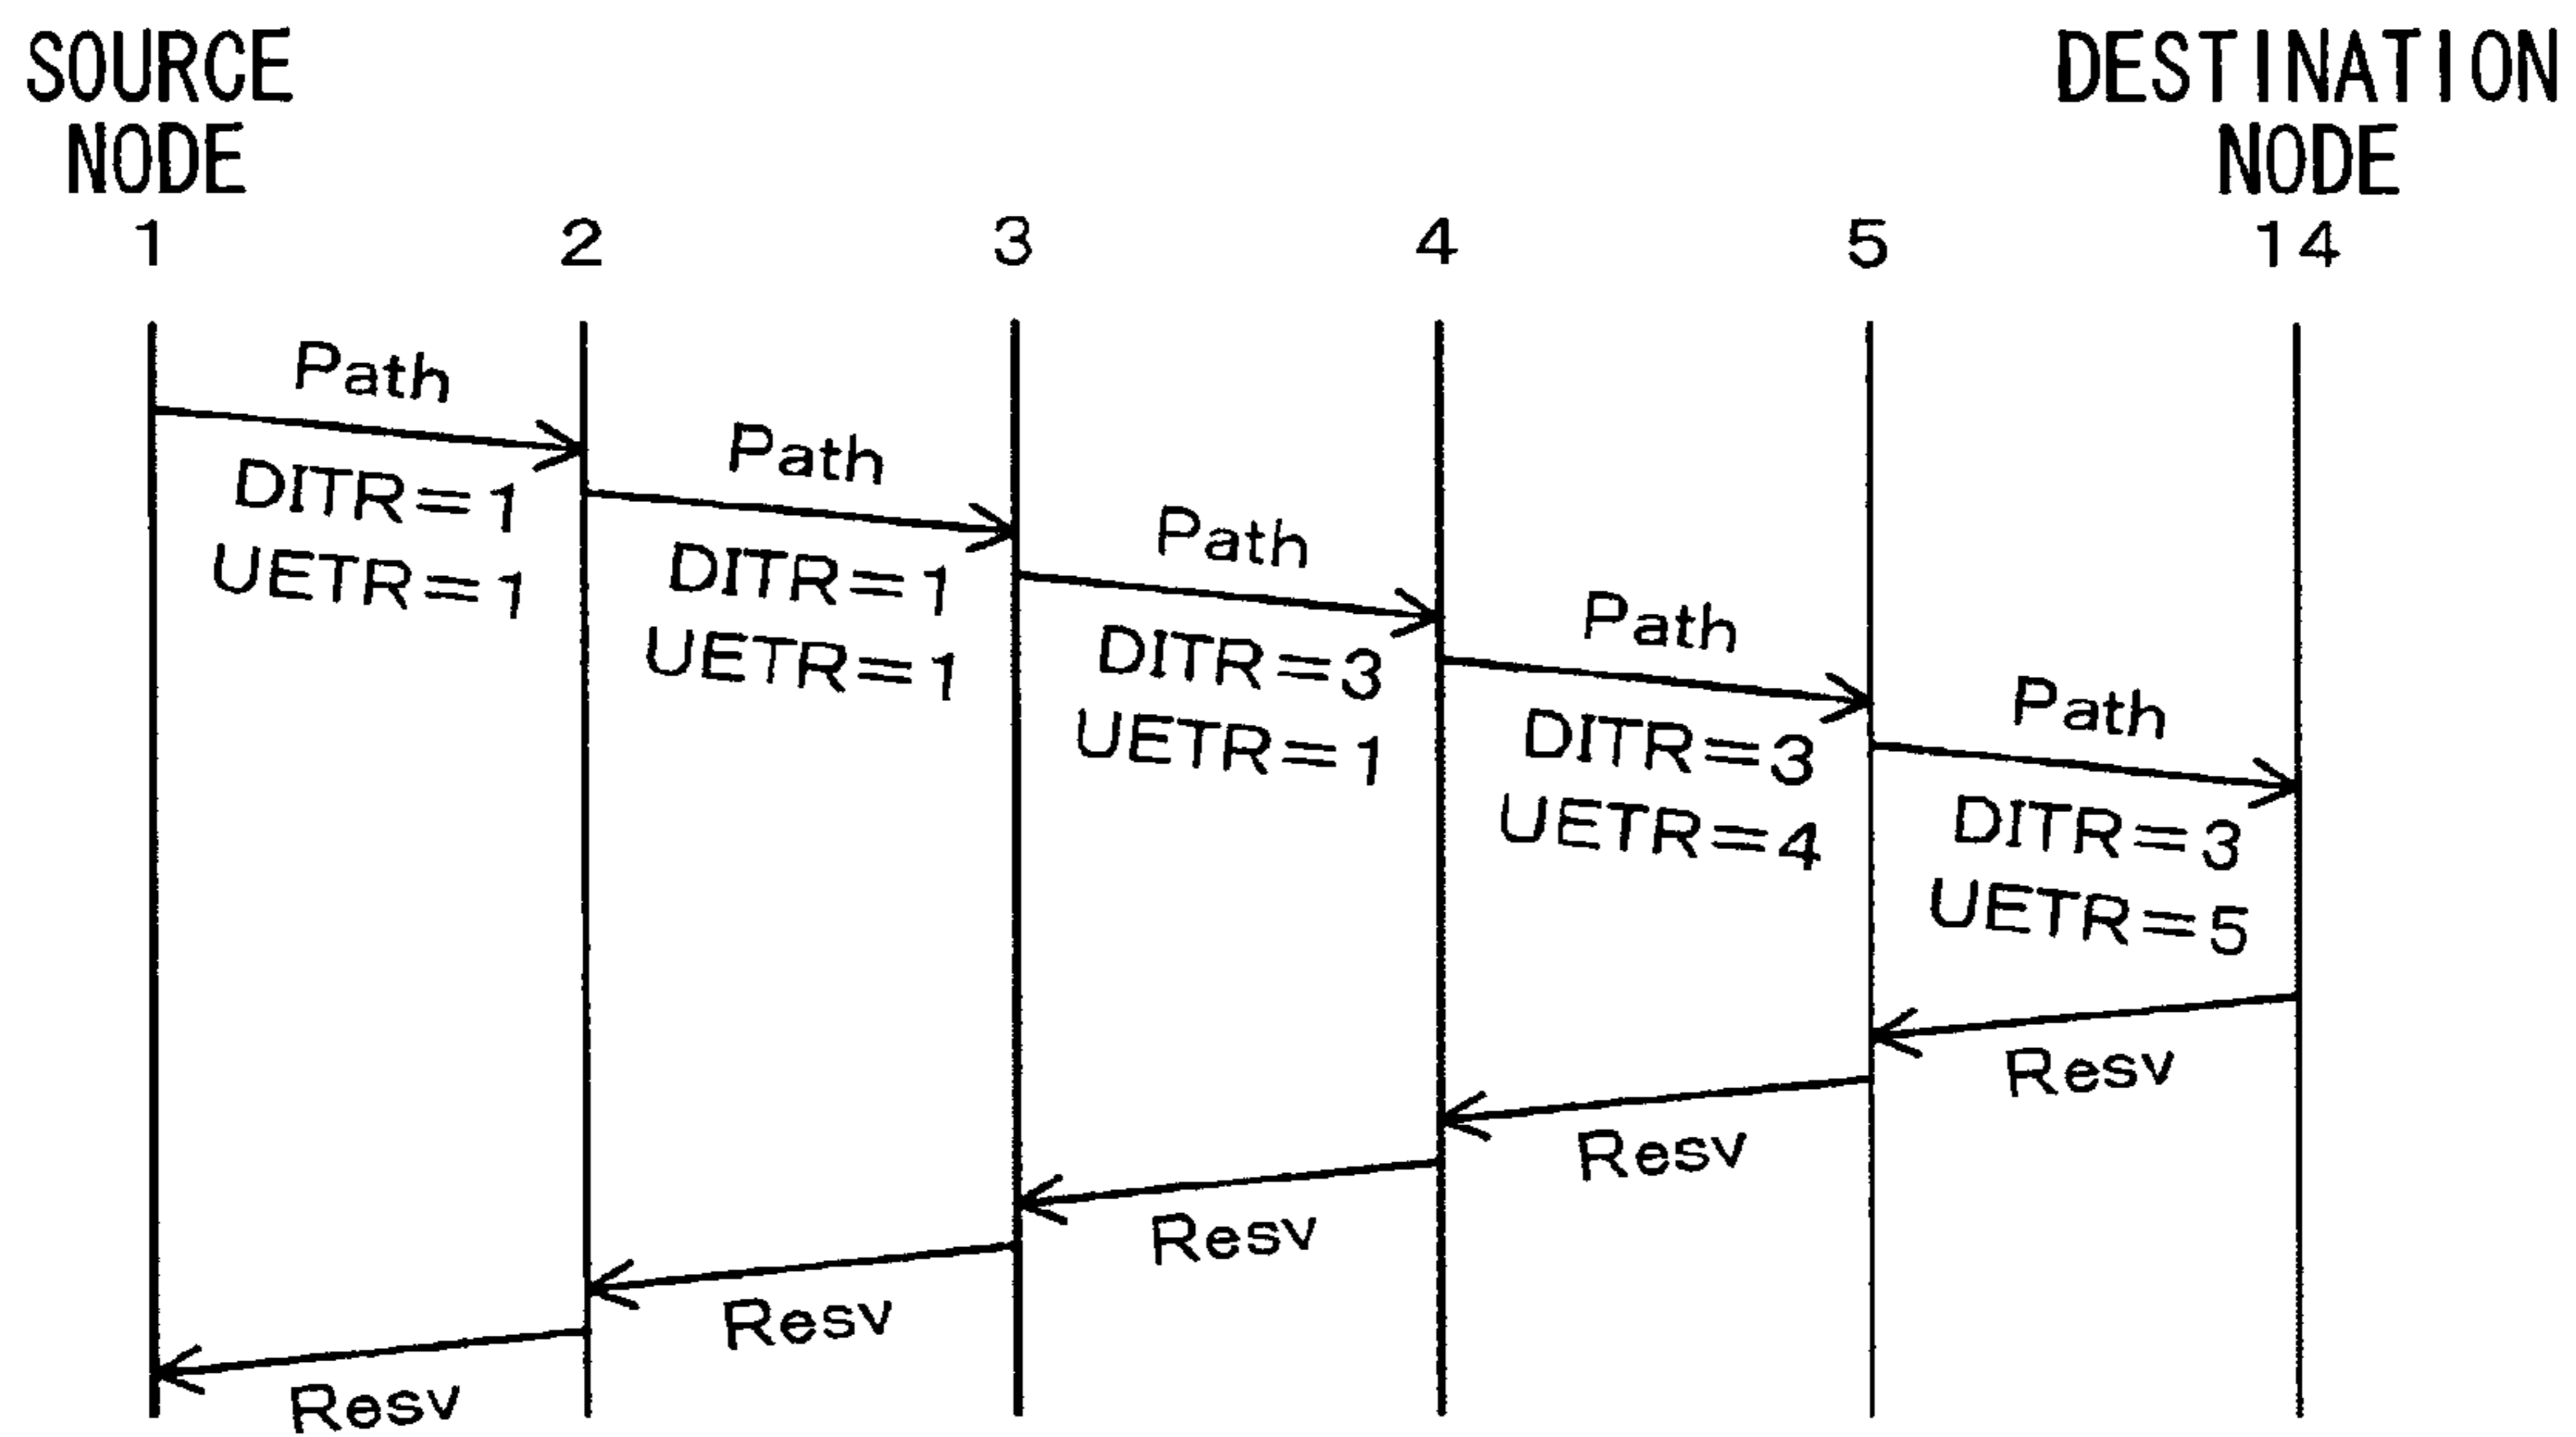 SOURCE
NODE
DESTINATION
NODE
1
2
3
4
5
14
Path
DITR=1
UETR=1
Path
DITR=1
UETR=1
Path
DITR=3
UETR=1
Path
DITR=3
UETR=4
Path
DITR=3
UETR=5
Resv
Resv
Resv
Resv
Resv